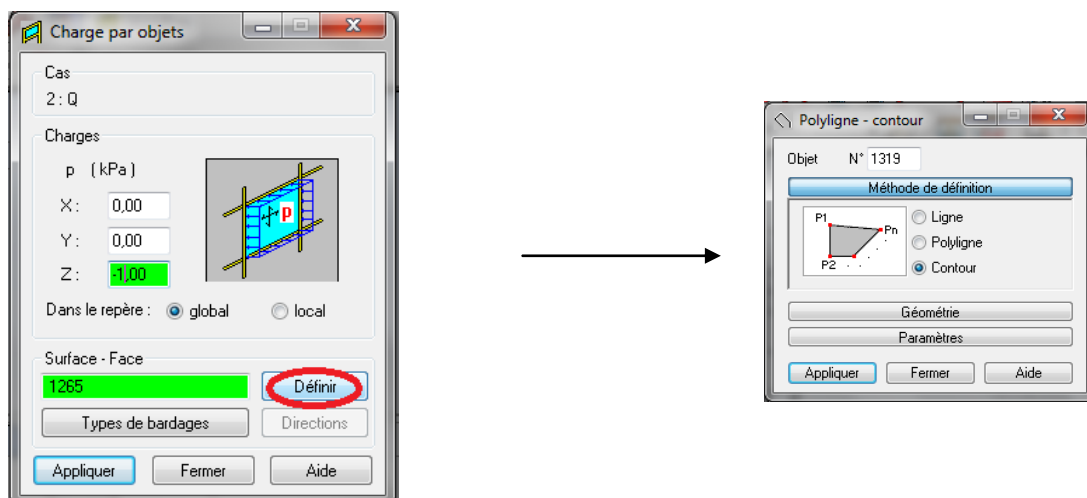 Charge par objets
Cas
2 : Q
Charges
p (kPa)
X : 0,00
Y : 0,00
Z : -1,00
p
Dans le repère : global local
Surface - Face
1265 Définir
Types de bardages Directions
Appliquer Fermer Aide
Polyligne - contour
Objet N° 1319
Méthode de définition
P1 Pn P2
Ligne
Polyligne
Contour
Géométrie
Paramètres
Appliquer Fermer Aide